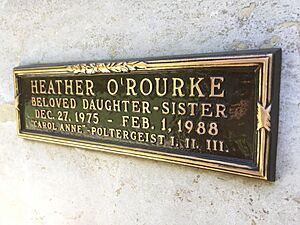 HEATHER O'ROURKE
BELOVED DAUGHTER-SISTER
DEC. 27, 1975 - FEB. 1, 1988
"CAROL ANNE"-POLTERGEIST I. II. III.